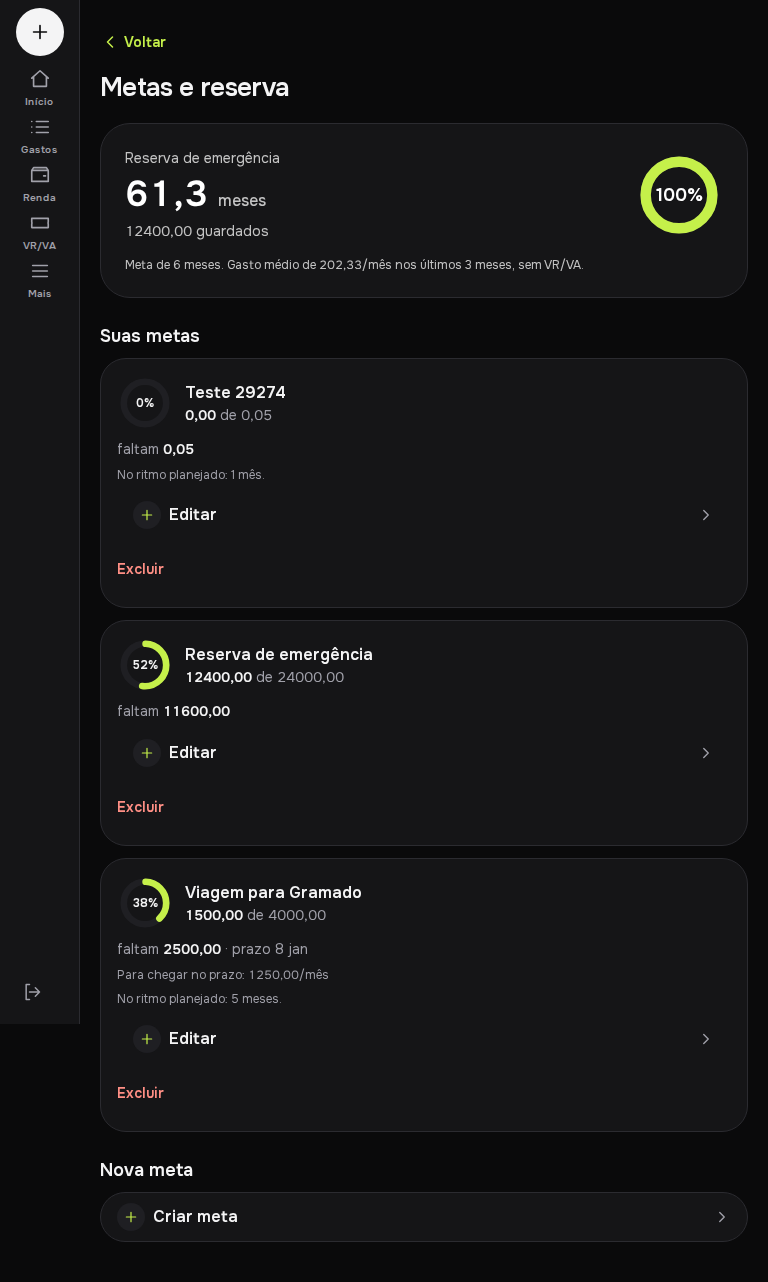 Início
Gastos
Renda
VR/VA
Mais
Voltar
Metas e reserva
Reserva de emergência
61,3 meses
12400,00 guardados
100%
Meta de 6 meses. Gasto médio de 202,33/mês nos últimos 3 meses, sem VR/VA.
Suas metas
0%
Teste 29274
0,00 de 0,05
faltam 0,05
No ritmo planejado: 1 mês.
Editar
Excluir
52%
Reserva de emergência
12400,00 de 24000,00
faltam 11600,00
Editar
Excluir
38%
Viagem para Gramado
1500,00 de 4000,00
faltam 2500,00 · prazo 8 jan
Para chegar no prazo: 1250,00/mês
No ritmo planejado: 5 meses.
Editar
Excluir
Nova meta
Criar meta